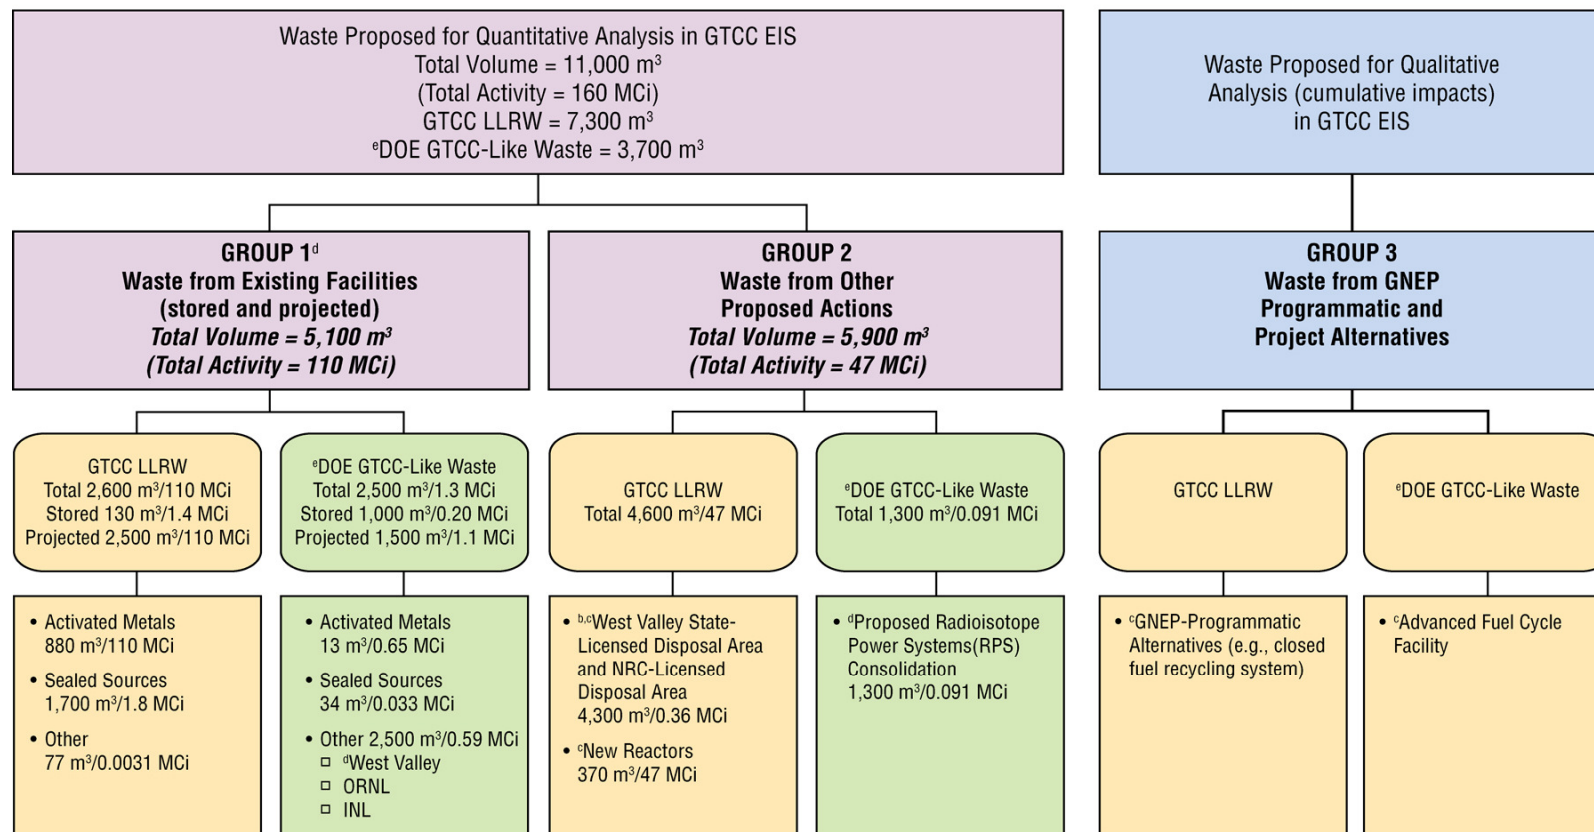 Waste Proposed for Quantitative Analysis in GTCC EIS
Total Volume = 11,000 m³
(Total Activity = 160 MCi)
GTCC LLRW = 7,300 m³
ᵉDOE GTCC-Like Waste = 3,700 m³
Waste Proposed for Qualitative
Analysis (cumulative impacts)
in GTCC EIS
GROUP 1ᵈ
Waste from Existing Facilities
(stored and projected)
Total Volume = 5,100 m³
(Total Activity = 110 MCi)
GROUP 2
Waste from Other
Proposed Actions
Total Volume = 5,900 m³
(Total Activity = 47 MCi)
GROUP 3
Waste from GNEP
Programmatic and
Project Alternatives
GTCC LLRW
Total 2,600 m³/110 MCi
Stored 130 m³/1.4 MCi
Projected 2,500 m³/110 MCi
ᵉDOE GTCC-Like Waste
Total 2,500 m³/1.3 MCi
Stored 1,000 m³/0.20 MCi
Projected 1,500 m³/1.1 MCi
GTCC LLRW
Total 4,600 m³/47 MCi
ᵉDOE GTCC-Like Waste
Total 1,300 m³/0.091 MCi
GTCC LLRW
ᵉDOE GTCC-Like Waste
• Activated Metals
880 m³/110 MCi
• Sealed Sources
1,700 m³/1.8 MCi
• Other
77 m³/0.0031 MCi
• Activated Metals
13 m³/0.65 MCi
• Sealed Sources
34 m³/0.033 MCi
• Other 2,500 m³/0.59 MCi
□ ᵈWest Valley
□ ORNL
□ INL
• ᵇ,ᶜWest Valley State-
Licensed Disposal Area
and NRC-Licensed
Disposal Area
4,300 m³/0.36 MCi
• ᶜNew Reactors
370 m³/47 MCi
• ᵈProposed Radioisotope
Power Systems(RPS)
Consolidation
1,300 m³/0.091 MCi
• ᶜGNEP-Programmatic
Alternatives (e.g., closed
fuel recycling system)
• ᶜAdvanced Fuel Cycle
Facility